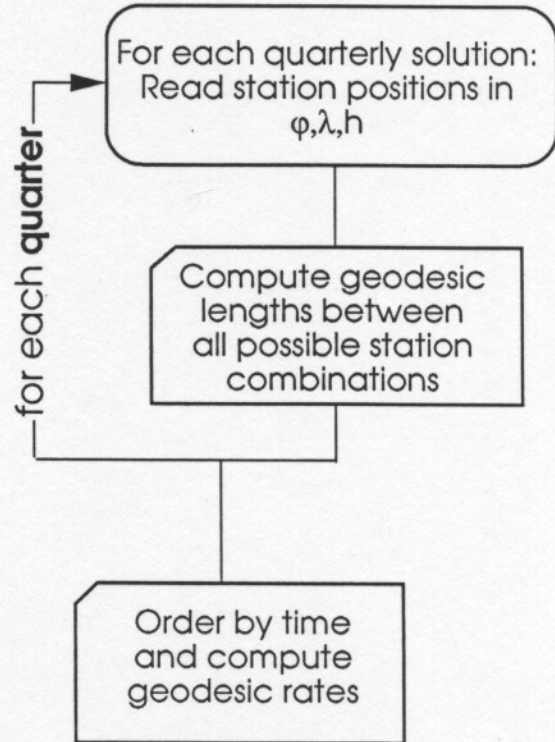 For each quarterly solution:
Read station positions in
φ,λ,h
for each quarter
Compute geodesic
lengths between
all possible station
combinations
Order by time
and compute
geodesic rates